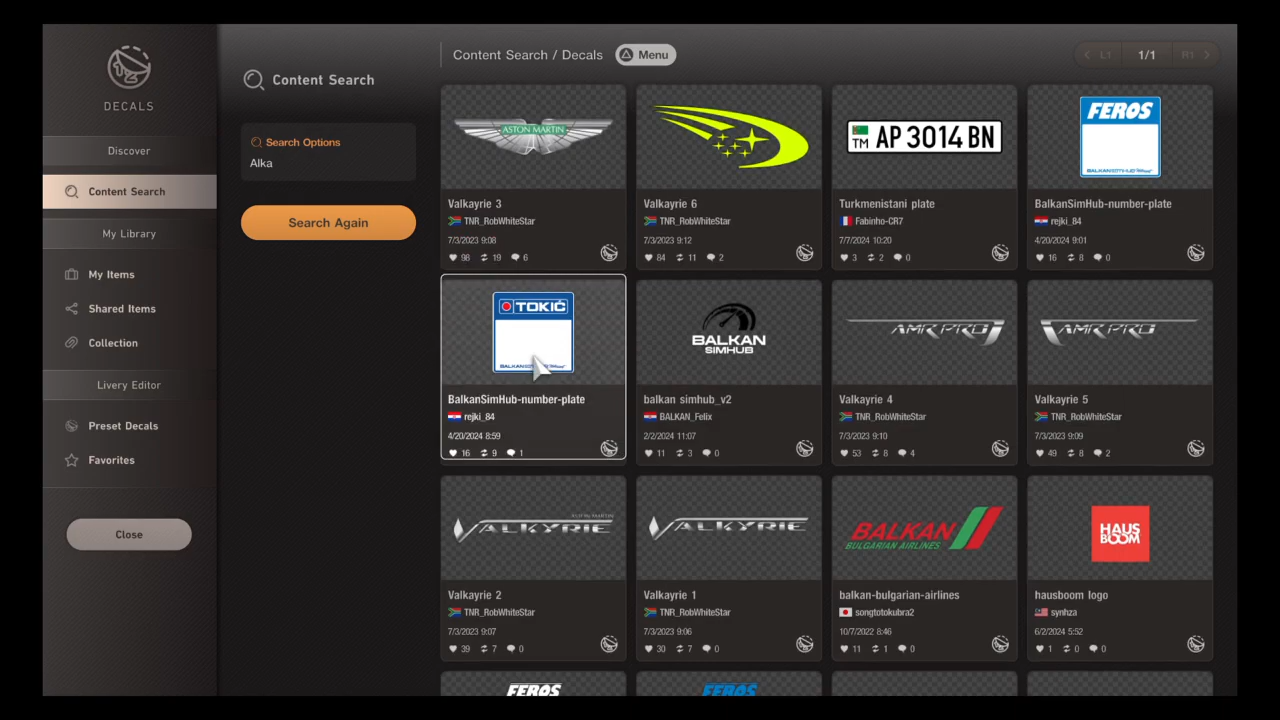 DECALS
Discover
Content Search
My Library
My Items
Shared Items
Collection
Livery Editor
Preset Decals
Favorites
Close
Content Search
Search Options
Alka
Search Again
Content Search / Decals
Menu
L1
1/1
R1
ASTON MARTIN
Valkayrie 3
TNR_RobWhiteStar
7/3/2023 9:08
98 19 6
Valkayrie 6
TNR_RobWhiteStar
7/3/2023 9:12
84 11 2
TM AP 3014 BN
Turkmenistani plate
Fabinho-CR7
7/7/2024 10:20
3 2 0
FEROS
BalkanSimHub-number-plate
rejki_84
4/20/2024 9:01
16 8 0
TOKIĆ
BalkanSimHub-number-plate
rejki_84
4/20/2024 8:59
16 9 1
BALKAN
SIMHUB
balkan simhub_v2
BALKAN_Felix
2/2/2024 11:07
11 3 0
AMR PRO
Valkayrie 4
TNR_RobWhiteStar
7/3/2023 9:10
53 8 4
AMR PRO
Valkayrie 5
TNR_RobWhiteStar
7/3/2023 9:09
49 8 2
ASTON MARTIN
VALKYRIE
Valkayrie 2
TNR_RobWhiteStar
7/3/2023 9:07
39 7 0
VALKYRIE
Valkayrie 1
TNR_RobWhiteStar
7/3/2023 9:06
30 7 0
BALKAN
BULGARIAN AIRLINES
balkan-bulgarian-airlines
songtotokubra2
10/7/2022 8:46
11 1 0
HAUS
BOOM
hausboom logo
synhza
6/2/2024 5:52
1 0 0
FEROS
FEROS